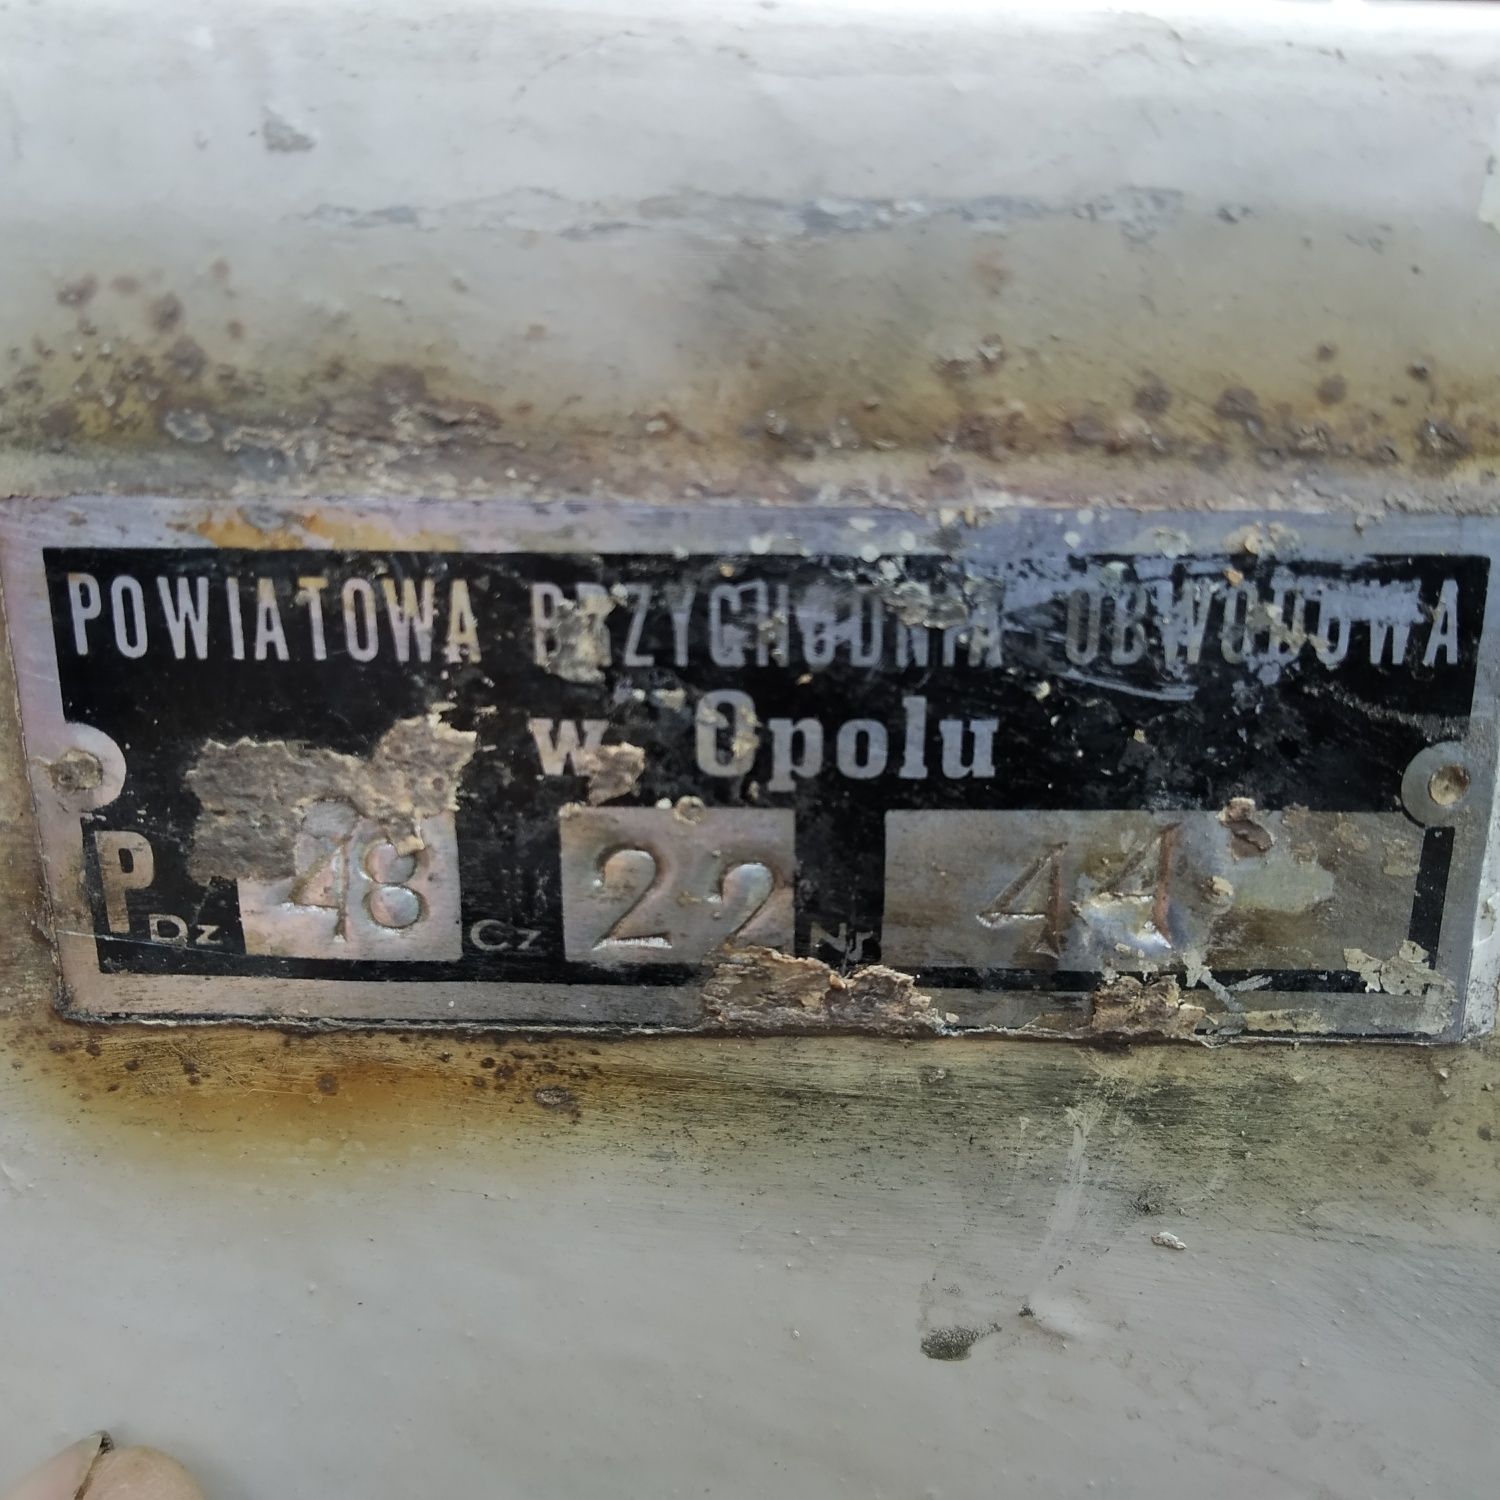 POWIATOWA PRZYCHODNIA OBWODOWA
w Opolu
P Dz 48 Cz 22 Nr 44